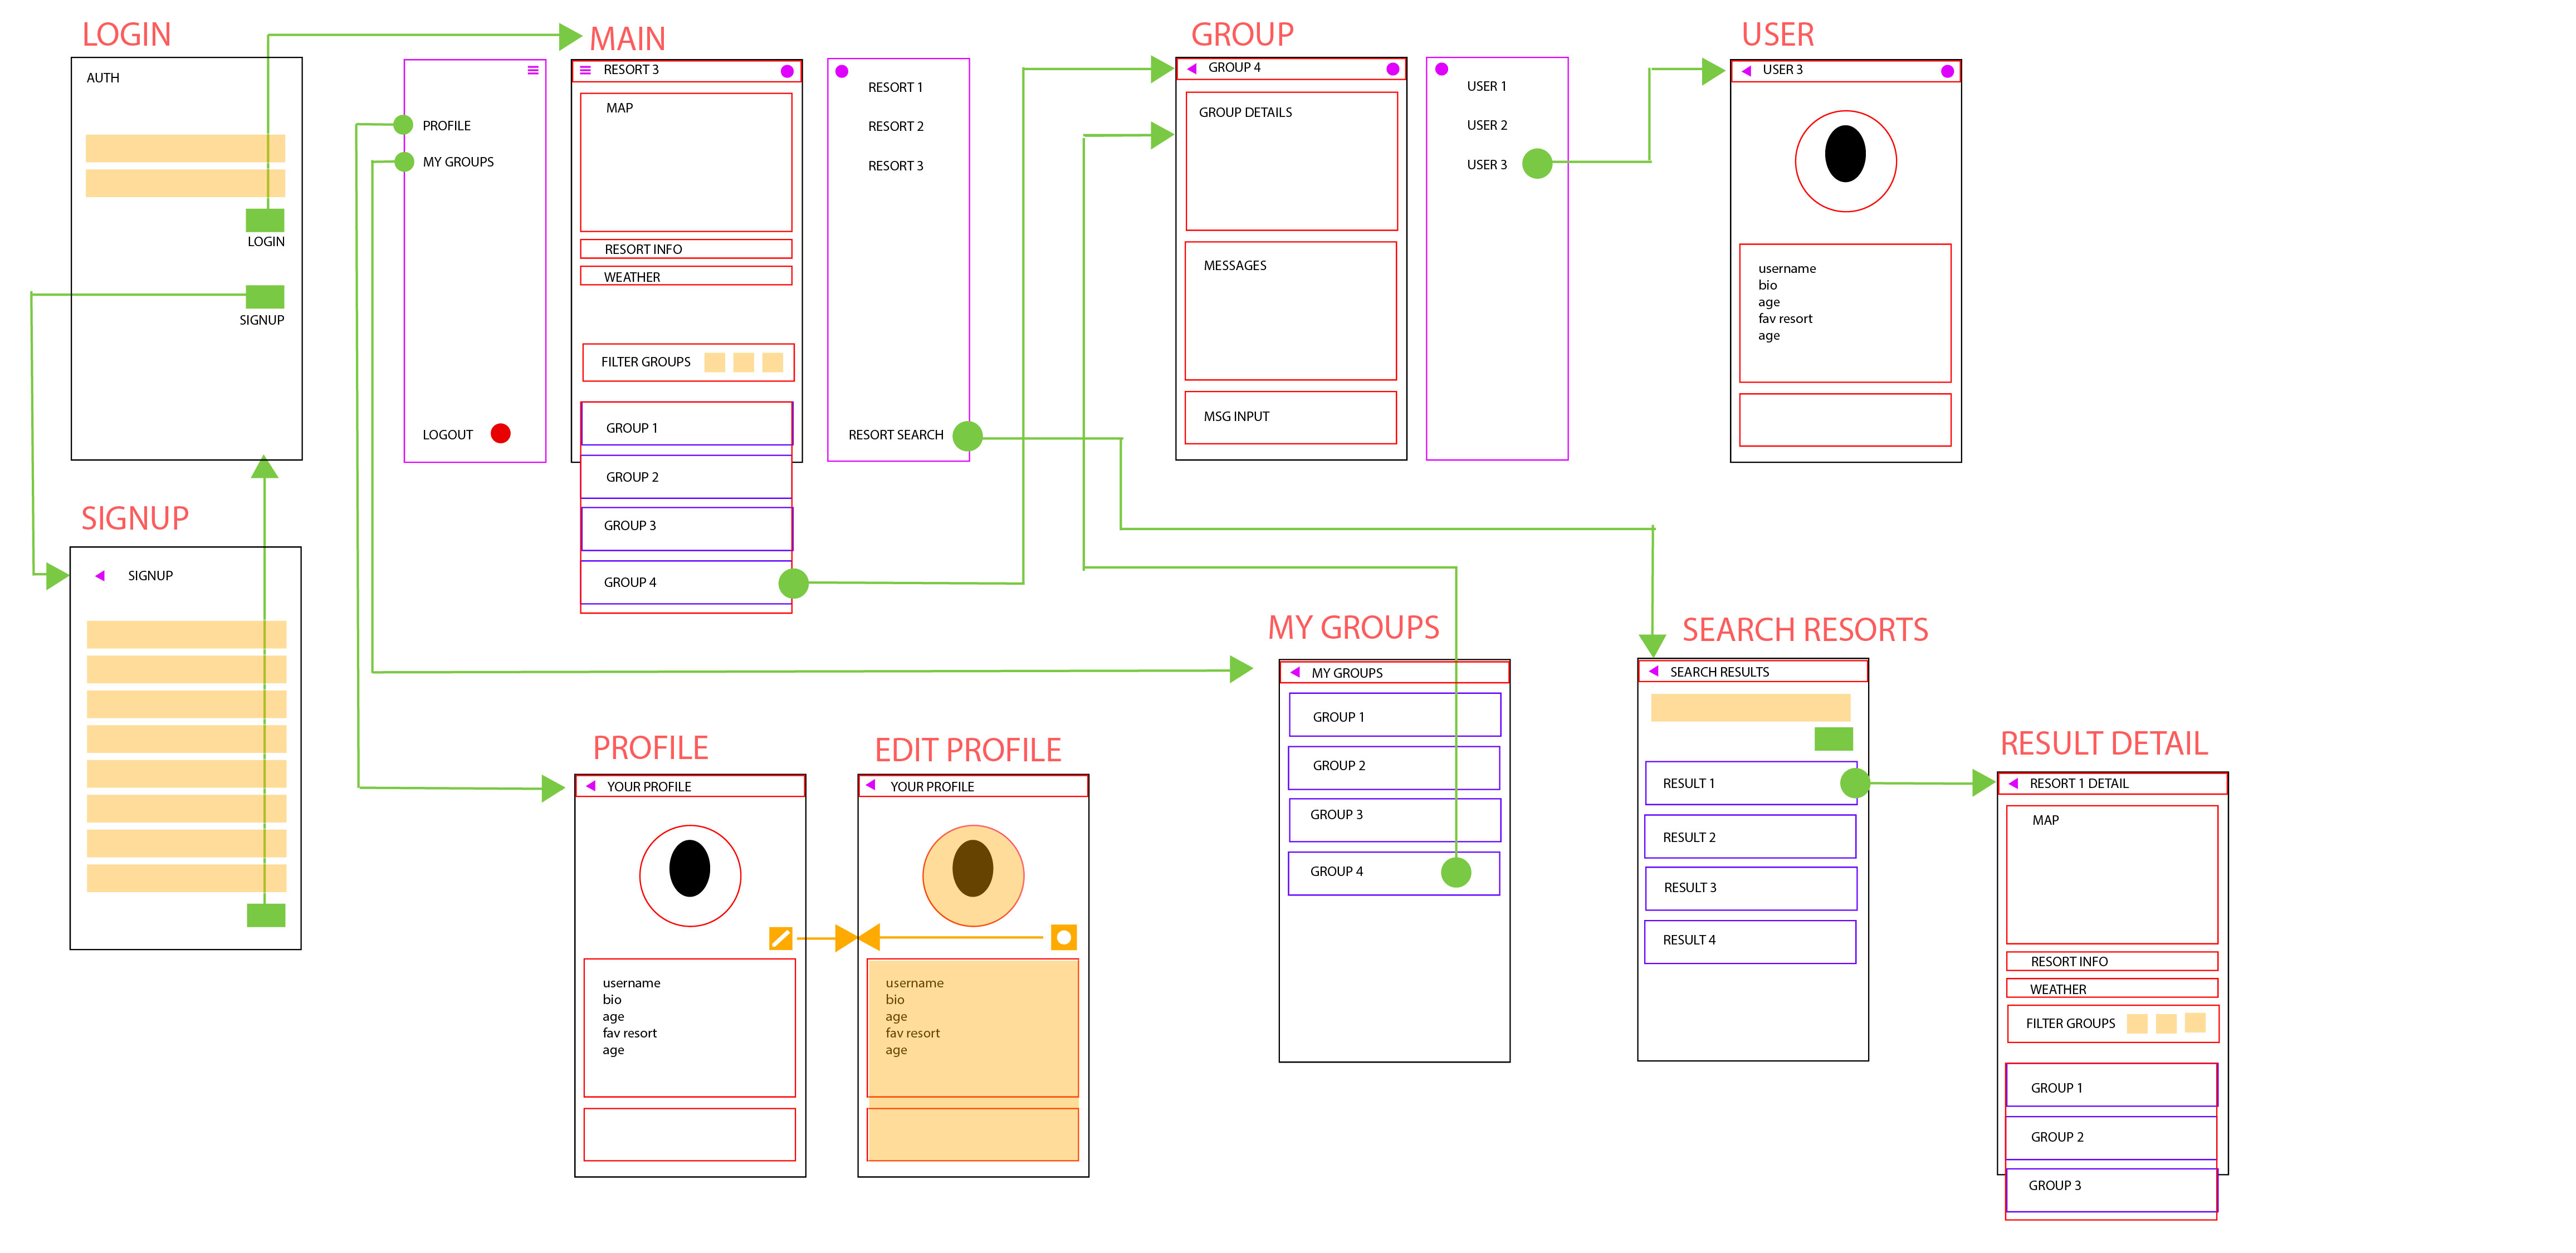 LOGIN
AUTH
LOGIN
SIGNUP
SIGNUP
SIGNUP
PROFILE
MY GROUPS
LOGOUT
MAIN
RESORT 3
MAP
RESORT INFO
WEATHER
FILTER GROUPS
GROUP 1
GROUP 2
GROUP 3
GROUP 4
RESORT 1
RESORT 2
RESORT 3
RESORT SEARCH
GROUP
GROUP 4
GROUP DETAILS
MESSAGES
MSG INPUT
USER 1
USER 2
USER 3
USER
USER 3
username
bio
age
fav resort
age
PROFILE
YOUR PROFILE
username
bio
age
fav resort
age
EDIT PROFILE
YOUR PROFILE
username
bio
age
fav resort
age
MY GROUPS
MY GROUPS
GROUP 1
GROUP 2
GROUP 3
GROUP 4
SEARCH RESORTS
SEARCH RESULTS
RESULT 1
RESULT 2
RESULT 3
RESULT 4
RESULT DETAIL
RESORT 1 DETAIL
MAP
RESORT INFO
WEATHER
FILTER GROUPS
GROUP 1
GROUP 2
GROUP 3